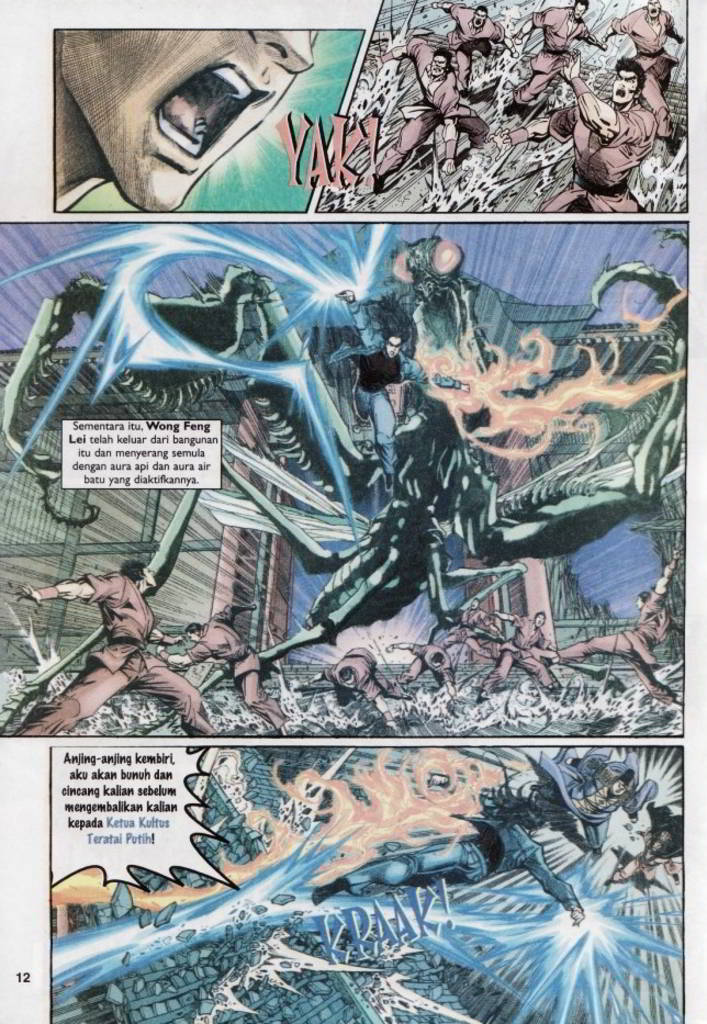 YAK!
Sementara itu, Wong Feng
Lei telah keluar dari bangunan
itu dan menyerang semula
dengan aura api dan aura air
batu yang diaktifkannya.
Anjing-anjing kembiri,
aku akan bunuh dan
cincang kalian sebelum
mengembalikan kalian
kepada Ketua Kultus
Teratai Putih!
KRAAK!
12